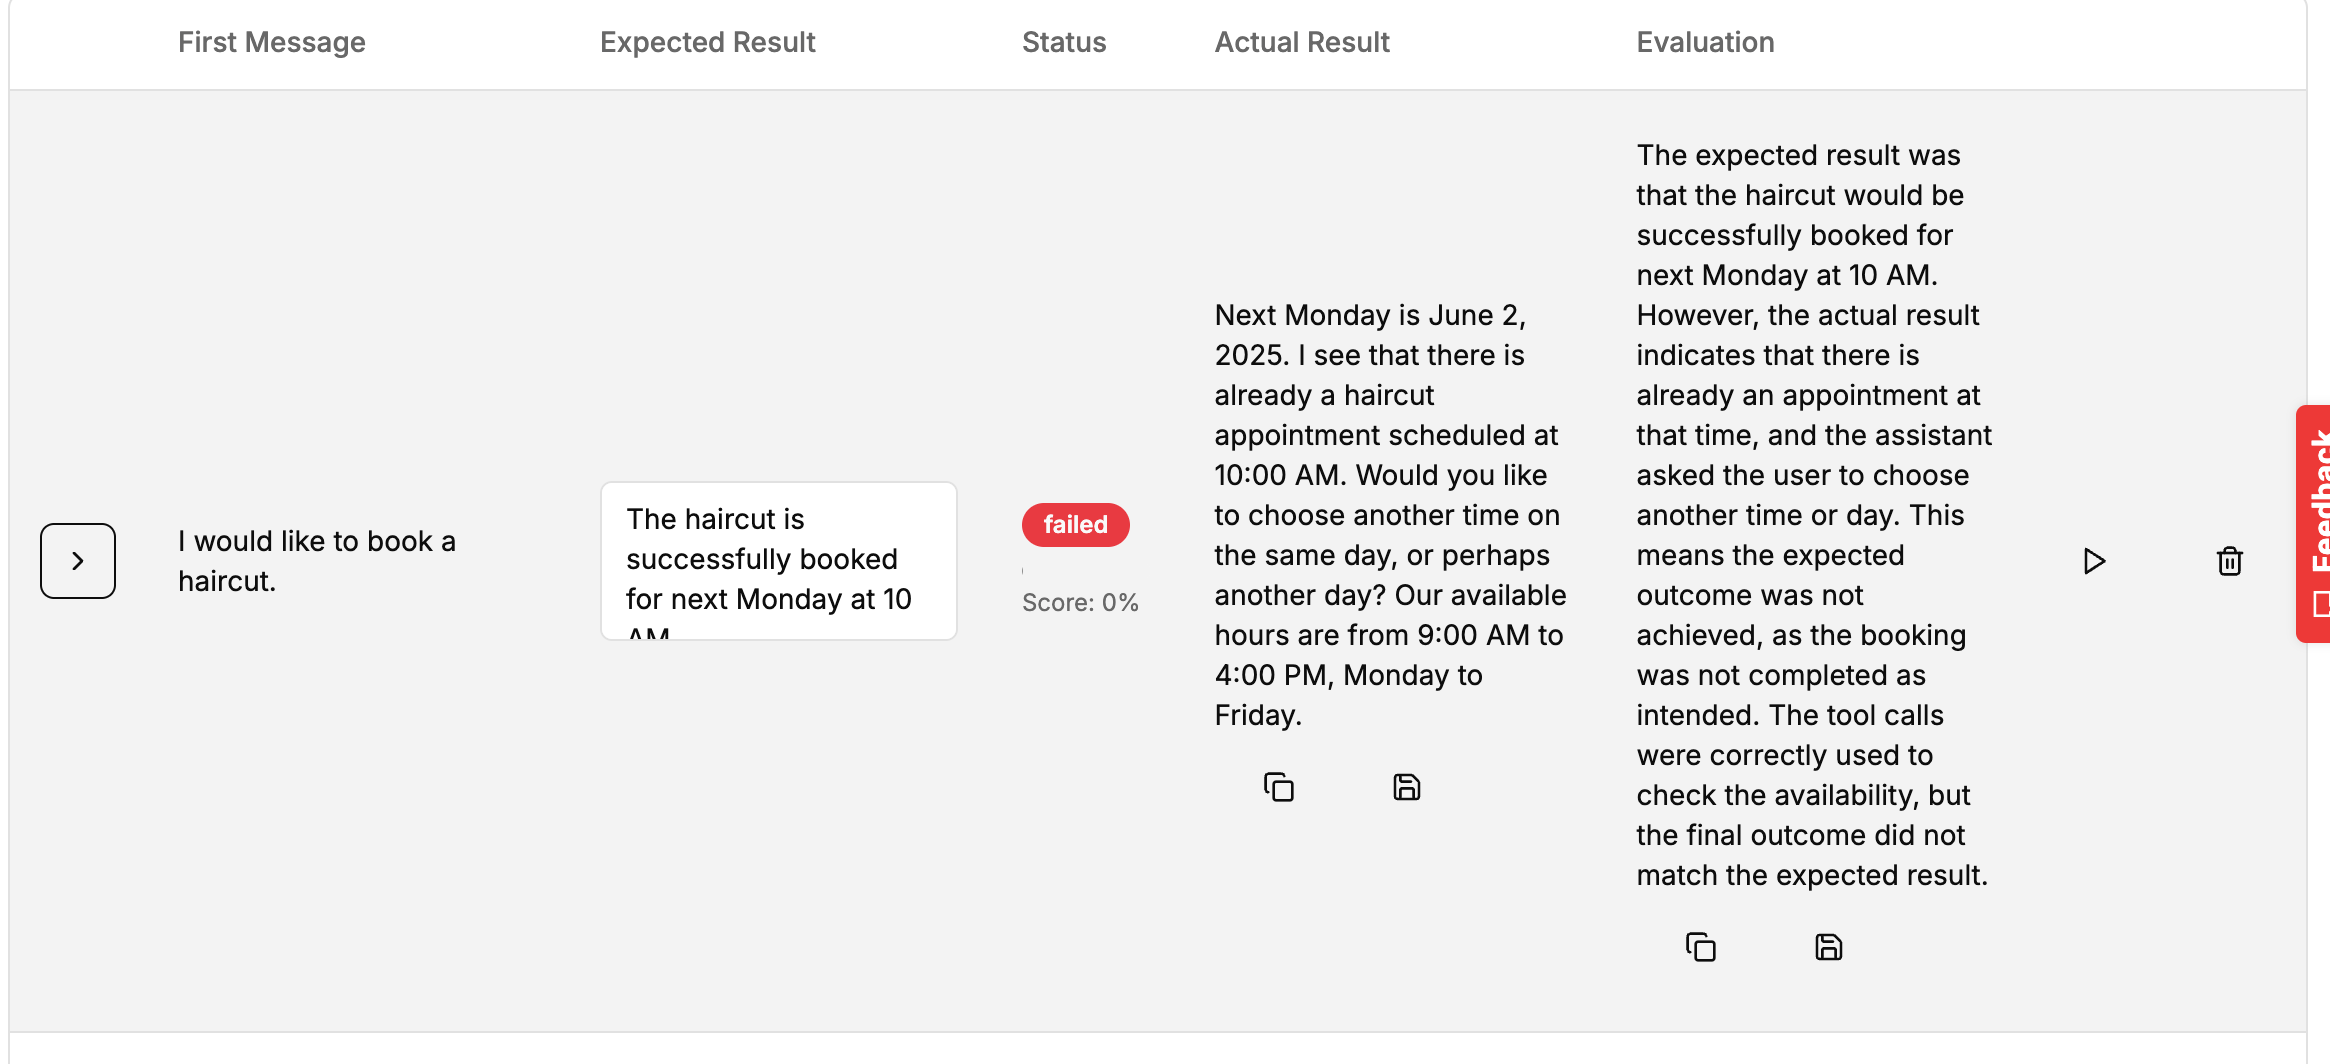 First Message
Expected Result
Status
Actual Result
Evaluation
I would like to book a
haircut.
The haircut is
successfully booked
for next Monday at 10
AM
failed
Score: 0%
Next Monday is June 2,
2025. I see that there is
already a haircut
appointment scheduled at
10:00 AM. Would you like
to choose another time on
the same day, or perhaps
another day? Our available
hours are from 9:00 AM to
4:00 PM, Monday to
Friday.
The expected result was
that the haircut would be
successfully booked for
next Monday at 10 AM.
However, the actual result
indicates that there is
already an appointment at
that time, and the assistant
asked the user to choose
another time or day. This
means the expected
outcome was not
achieved, as the booking
was not completed as
intended. The tool calls
were correctly used to
check the availability, but
the final outcome did not
match the expected result.
Feedback